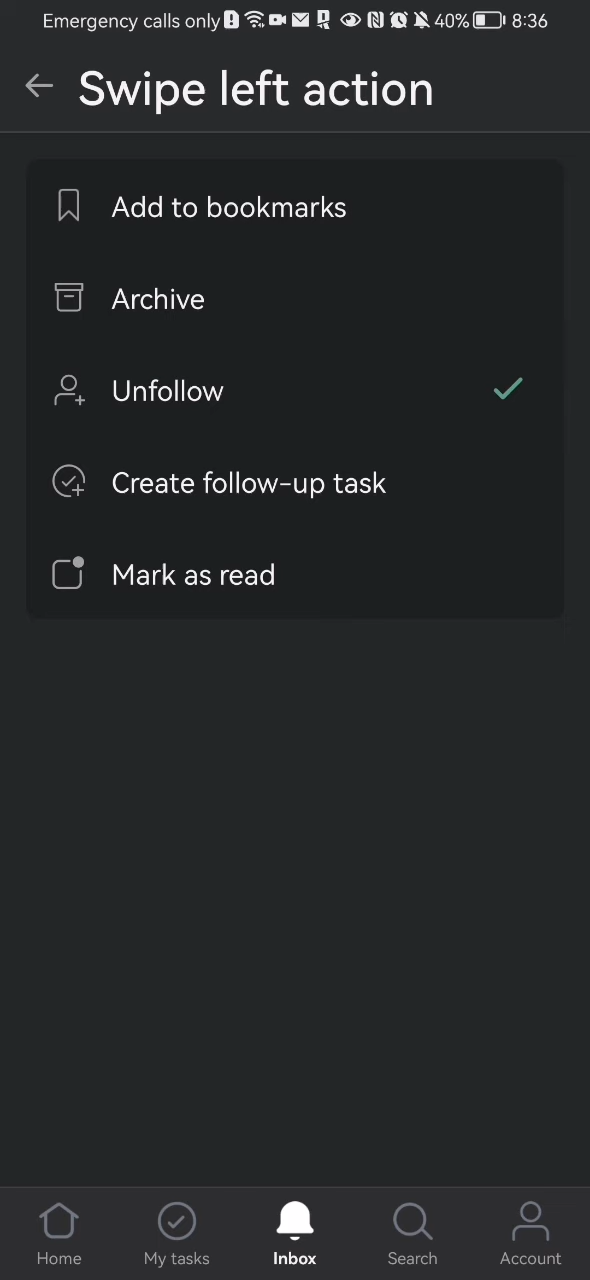 Emergency calls only 40% 8:36
Swipe left action
Add to bookmarks
Archive
Unfollow
Create follow-up task
Mark as read
Home My tasks Inbox Search Account